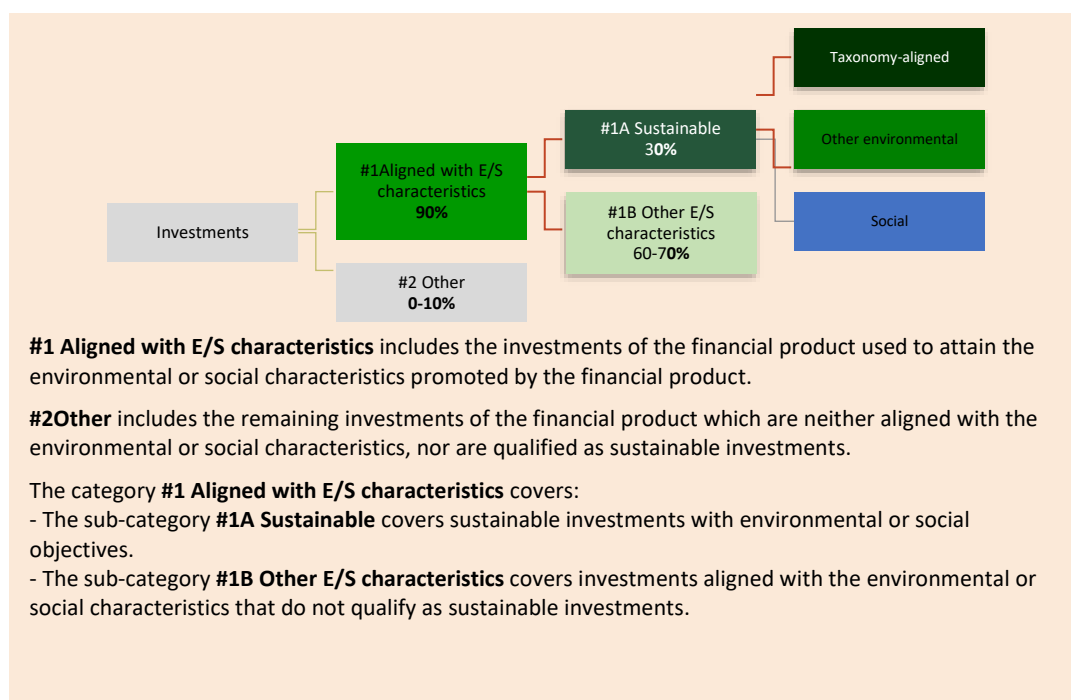 Taxonomy-aligned
#1A Sustainable
30%
Other environmental
#1Aligned with E/S
characteristics
90%
#1B Other E/S
characteristics
60-70%
Social
Investments
#2 Other
0-10%
#1 Aligned with E/S characteristics includes the investments of the financial product used to attain the
environmental or social characteristics promoted by the financial product.
#2Other includes the remaining investments of the financial product which are neither aligned with the
environmental or social characteristics, nor are qualified as sustainable investments.
The category #1 Aligned with E/S characteristics covers:
- The sub-category #1A Sustainable covers sustainable investments with environmental or social
objectives.
- The sub-category #1B Other E/S characteristics covers investments aligned with the environmental or
social characteristics that do not qualify as sustainable investments.